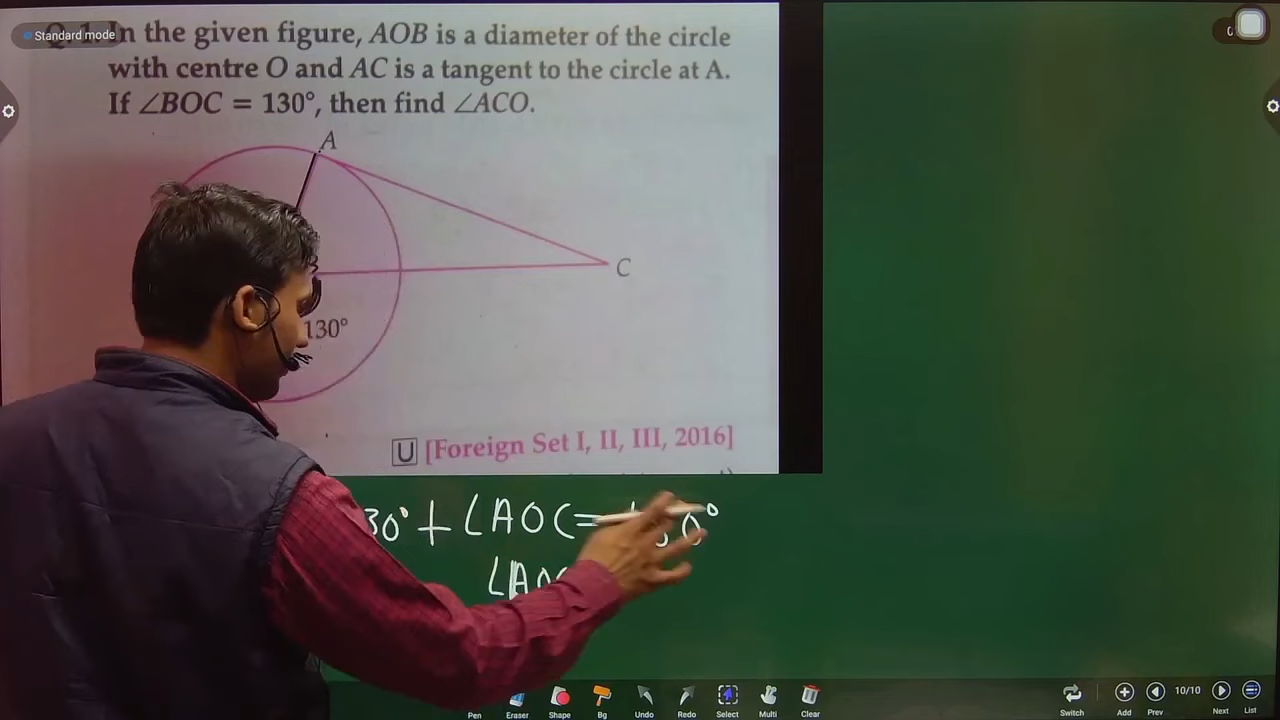 Standard mode
In the given figure, AOB is a diameter of the circle
with centre O and AC is a tangent to the circle at A.
If ∠BOC = 130°, then find ∠ACO.
A
C
130°
U [Foreign Set I, II, III, 2016]
30° + ∠AOC =
∠AO
Pen Eraser Shape Bg Undo Redo Select Multi Clear
Switch Add Prev 10/10 Next List